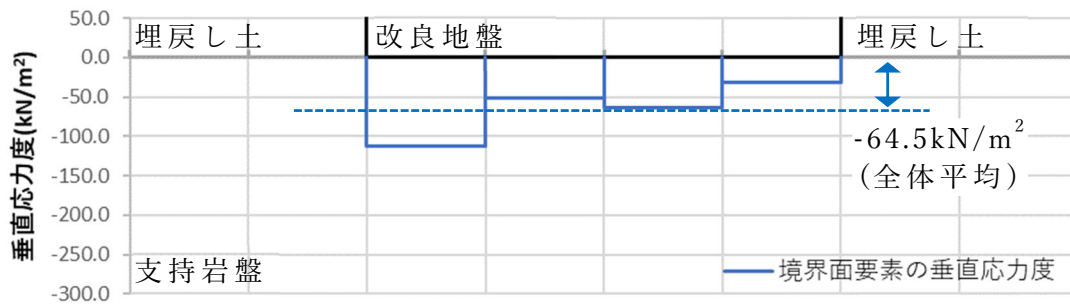 垂直応力度(kN/m²)
50.0
0.0
-50.0
-100.0
-150.0
-200.0
-250.0
-300.0
埋戻し土
改良地盤
埋戻し土
-64.5kN/m²
(全体平均)
支持岩盤
境界面要素の垂直応力度